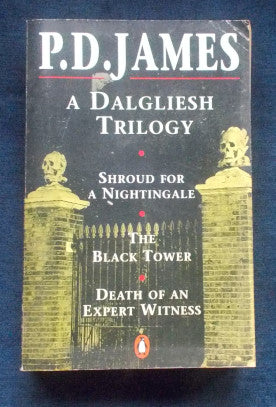 P.D.JAMES
A DALGLIESH
TRILOGY
SHROUD FOR
A NIGHTINGALE
THE
BLACK TOWER
DEATH OF AN
EXPERT WITNESS